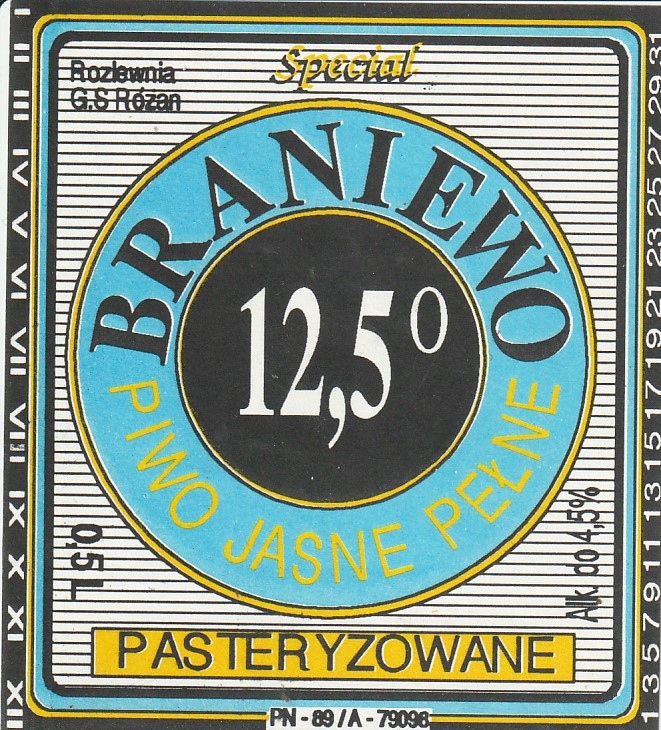 Special
Rozlewnia
G.S Różan
BRANIEWO
12,5⁰
PIWO JASNE PEŁNE
0,5 L
Alk. do 4,5%
PASTERYZOWANE
PN - 89 / A - 79098
I II III IV V VI VII VIII IX X XI XII
1 3 5 7 9 11 13 15 17 19 21 23 25 27 29 31